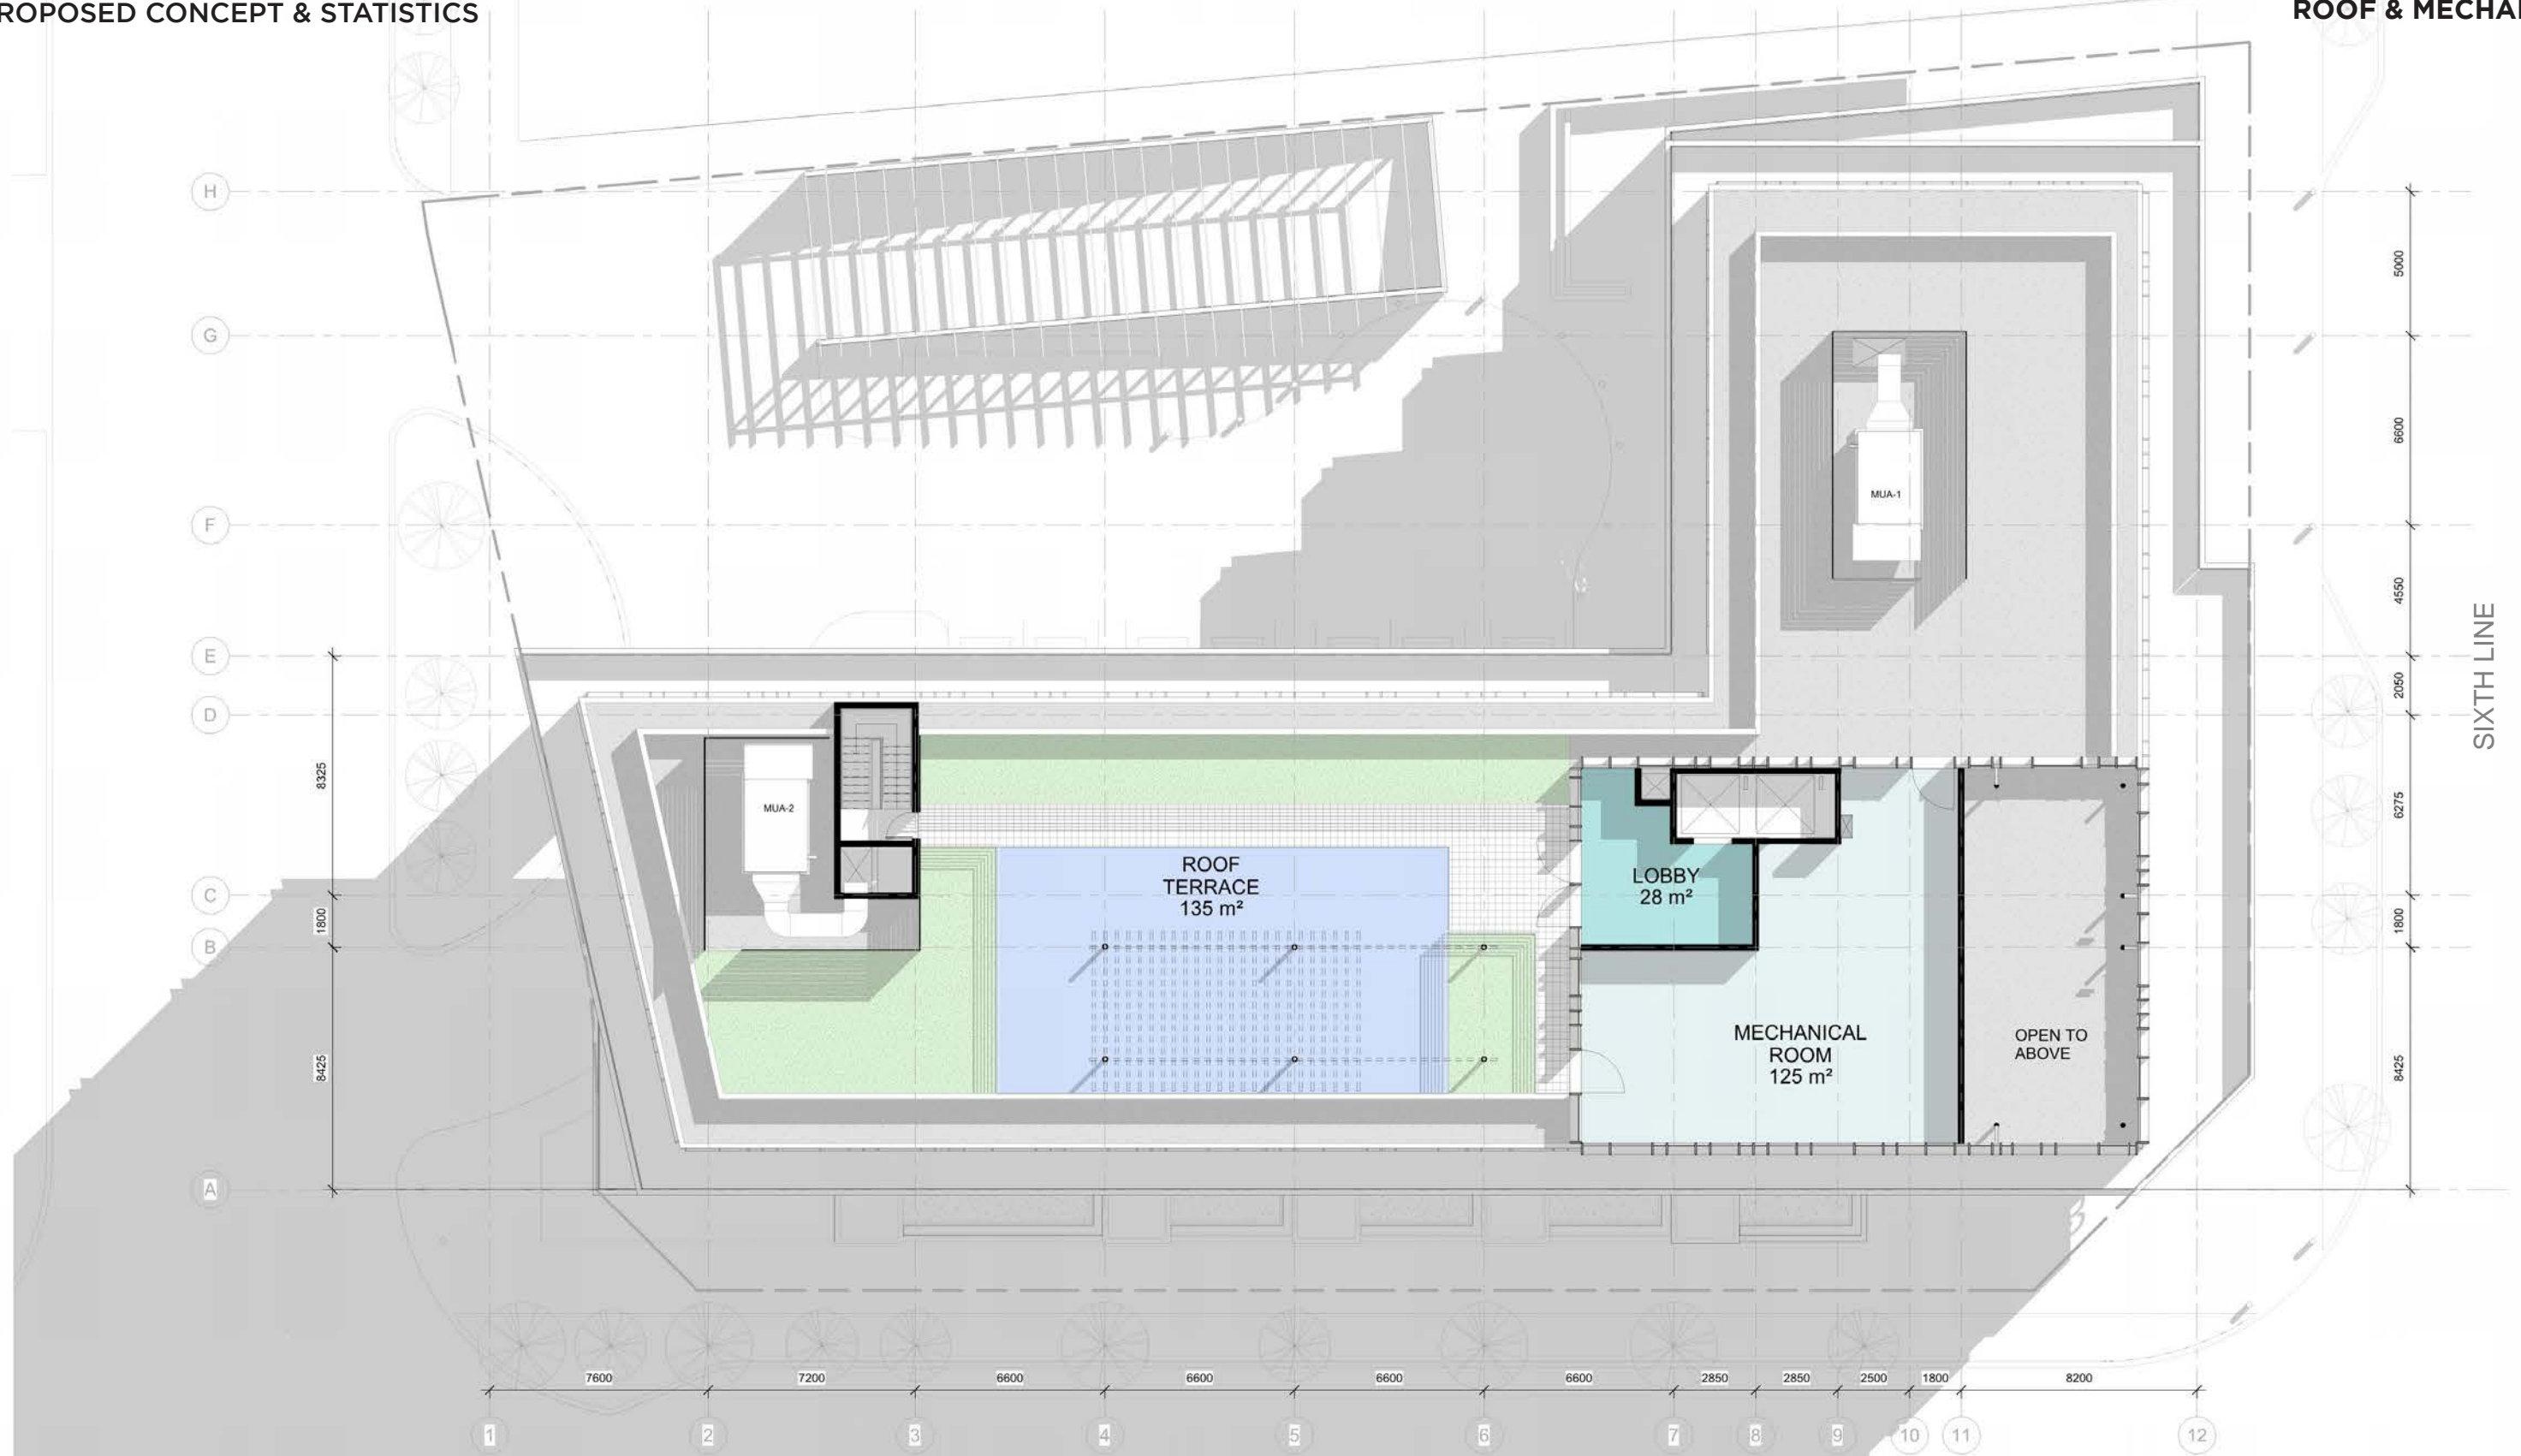 ROPOSED CONCEPT & STATISTICS
ROOF & MECHA
H
G
F
E
D
C
B
A
5000
6600
4550
2050
6275
1800
8425
SIXTH LINE
8325
1800
8425
MUA-1
MUA-2
ROOF
TERRACE
135 m²
LOBBY
28 m²
MECHANICAL
ROOM
125 m²
OPEN TO
ABOVE
7600 7200 6600 6600 6600 6600 2850 2850 2500 1800 8200
1 2 3 4 5 6 7 8 9 10 11 12